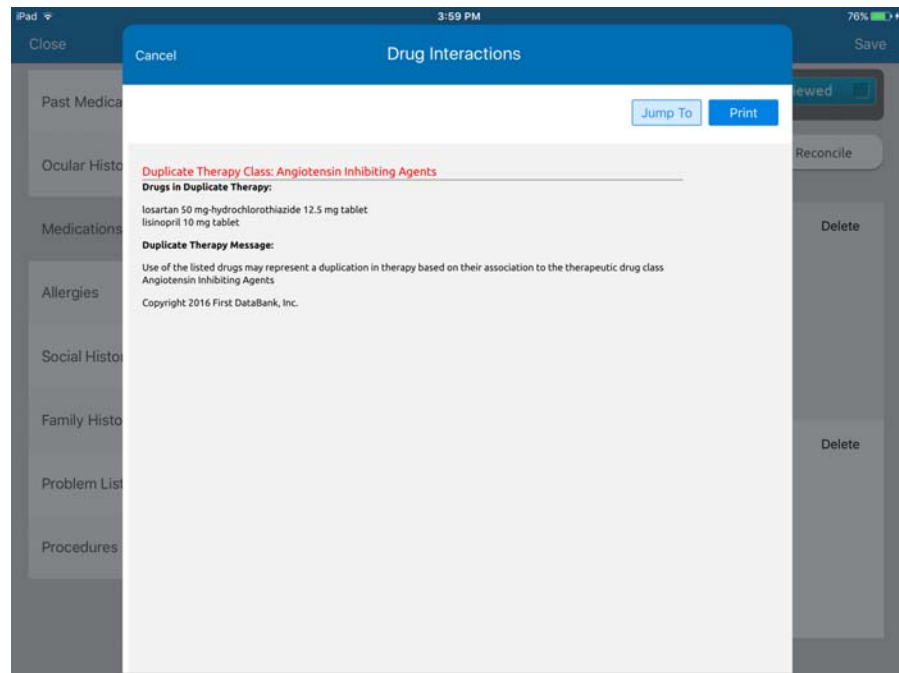 iPad 3:59 PM 76%
Close Cancel Drug Interactions Save
Jump To Print
Past Medica
Ocular Histo
Medications
Allergies
Social Histor
Family Histo
Problem List
Procedures
Duplicate Therapy Class: Angiotensin Inhibiting Agents
Drugs in Duplicate Therapy:
losartan 50 mg-hydrochlorothiazide 12.5 mg tablet
lisinopril 10 mg tablet
Duplicate Therapy Message:
Use of the listed drugs may represent a duplication in therapy based on their association to the therapeutic drug class
Angiotensin Inhibiting Agents
Copyright 2016 First DataBank, Inc.
iewed
Reconcile
Delete
Delete